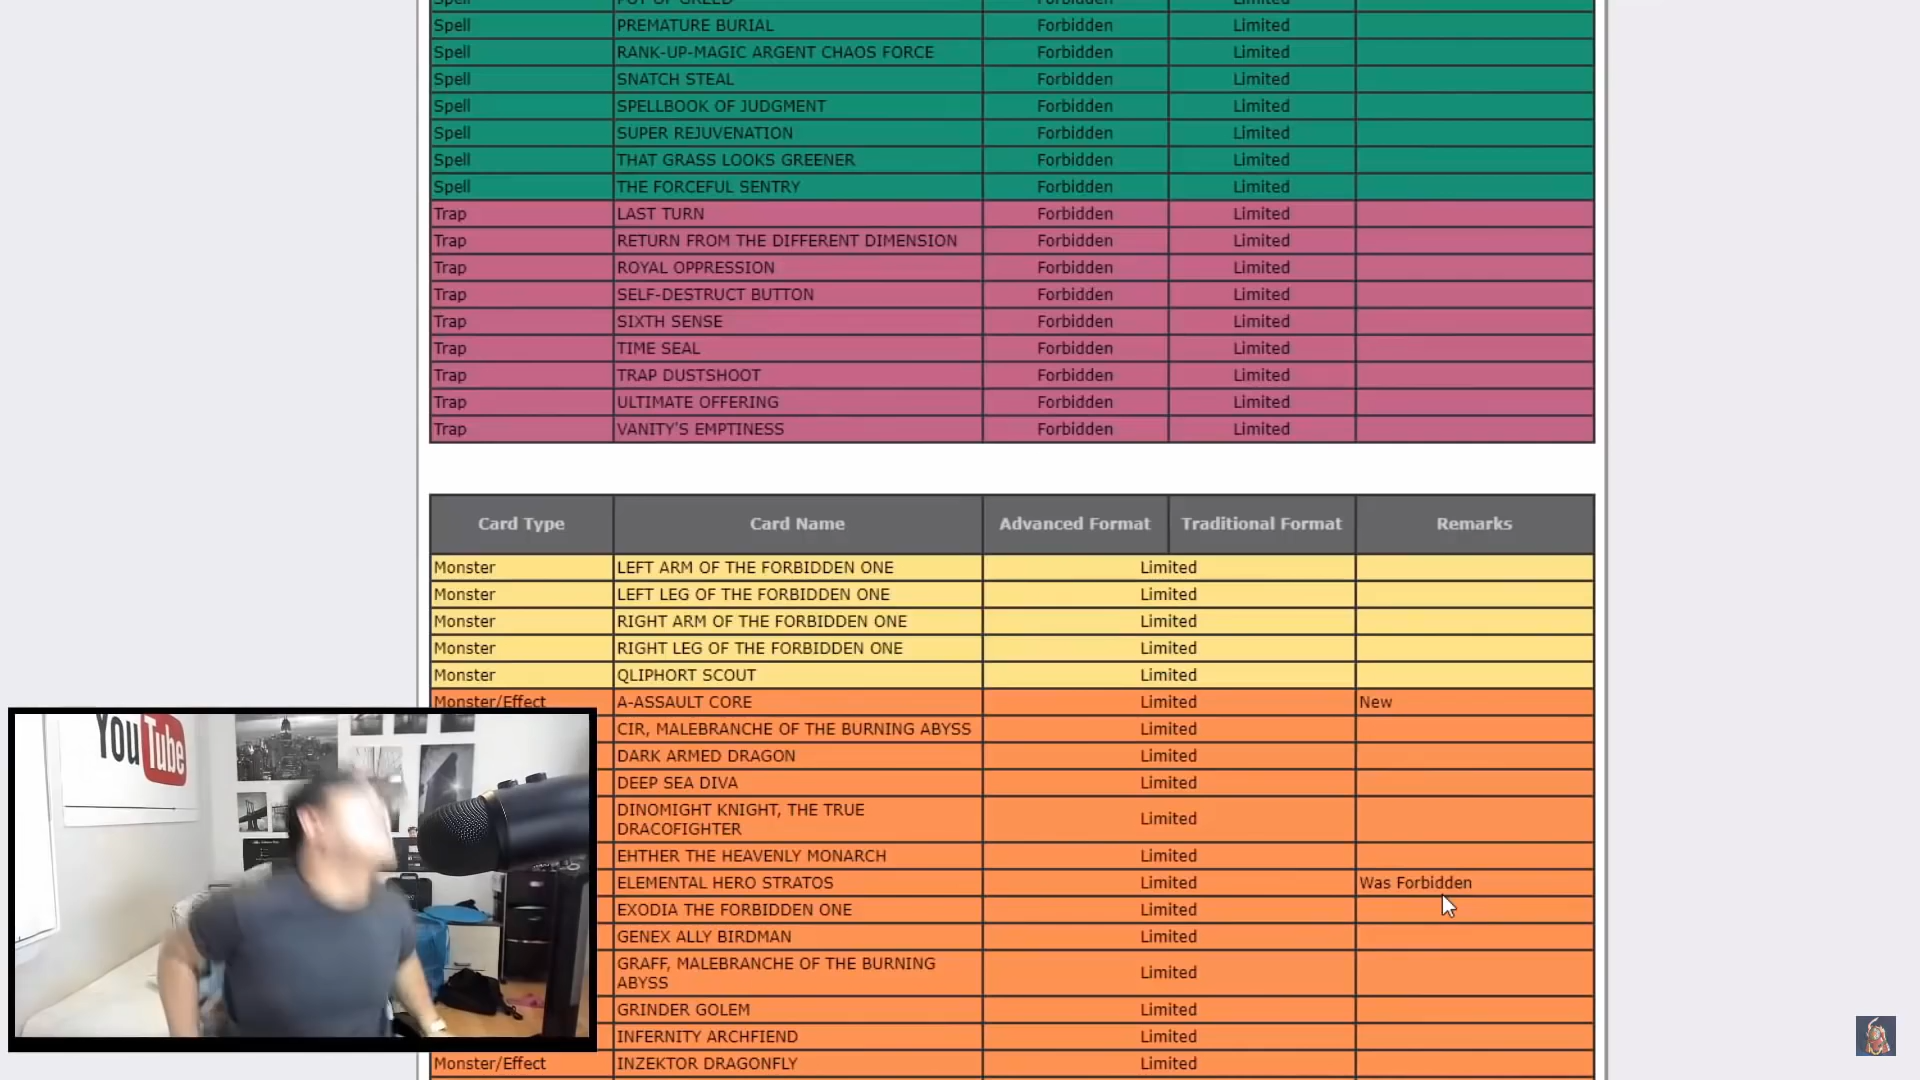 Spell POT OF GREED Forbidden Limited
Spell PREMATURE BURIAL Forbidden Limited
Spell RANK-UP-MAGIC ARGENT CHAOS FORCE Forbidden Limited
Spell SNATCH STEAL Forbidden Limited
Spell SPELLBOOK OF JUDGMENT Forbidden Limited
Spell SUPER REJUVENATION Forbidden Limited
Spell THAT GRASS LOOKS GREENER Forbidden Limited
Spell THE FORCEFUL SENTRY Forbidden Limited
Trap LAST TURN Forbidden Limited
Trap RETURN FROM THE DIFFERENT DIMENSION Forbidden Limited
Trap ROYAL OPPRESSION Forbidden Limited
Trap SELF-DESTRUCT BUTTON Forbidden Limited
Trap SIXTH SENSE Forbidden Limited
Trap TIME SEAL Forbidden Limited
Trap TRAP DUSTSHOOT Forbidden Limited
Trap ULTIMATE OFFERING Forbidden Limited
Trap VANITY'S EMPTINESS Forbidden Limited
Card Type Card Name Advanced Format Traditional Format Remarks
Monster LEFT ARM OF THE FORBIDDEN ONE Limited
Monster LEFT LEG OF THE FORBIDDEN ONE Limited
Monster RIGHT ARM OF THE FORBIDDEN ONE Limited
Monster RIGHT LEG OF THE FORBIDDEN ONE Limited
Monster QLIPHORT SCOUT Limited
Monster/Effect A-ASSAULT CORE Limited New
CIR, MALEBRANCHE OF THE BURNING ABYSS Limited
DARK ARMED DRAGON Limited
DEEP SEA DIVA Limited
DINOMIGHT KNIGHT, THE TRUE
DRACOFIGHTER Limited
EHTHER THE HEAVENLY MONARCH Limited
ELEMENTAL HERO STRATOS Limited Was Forbidden
EXODIA THE FORBIDDEN ONE Limited
GENEX ALLY BIRDMAN Limited
GRAFF, MALEBRANCHE OF THE BURNING
ABYSS Limited
GRINDER GOLEM Limited
INFERNITY ARCHFIEND Limited
Monster/Effect INZEKTOR DRAGONFLY Limited
YouTube